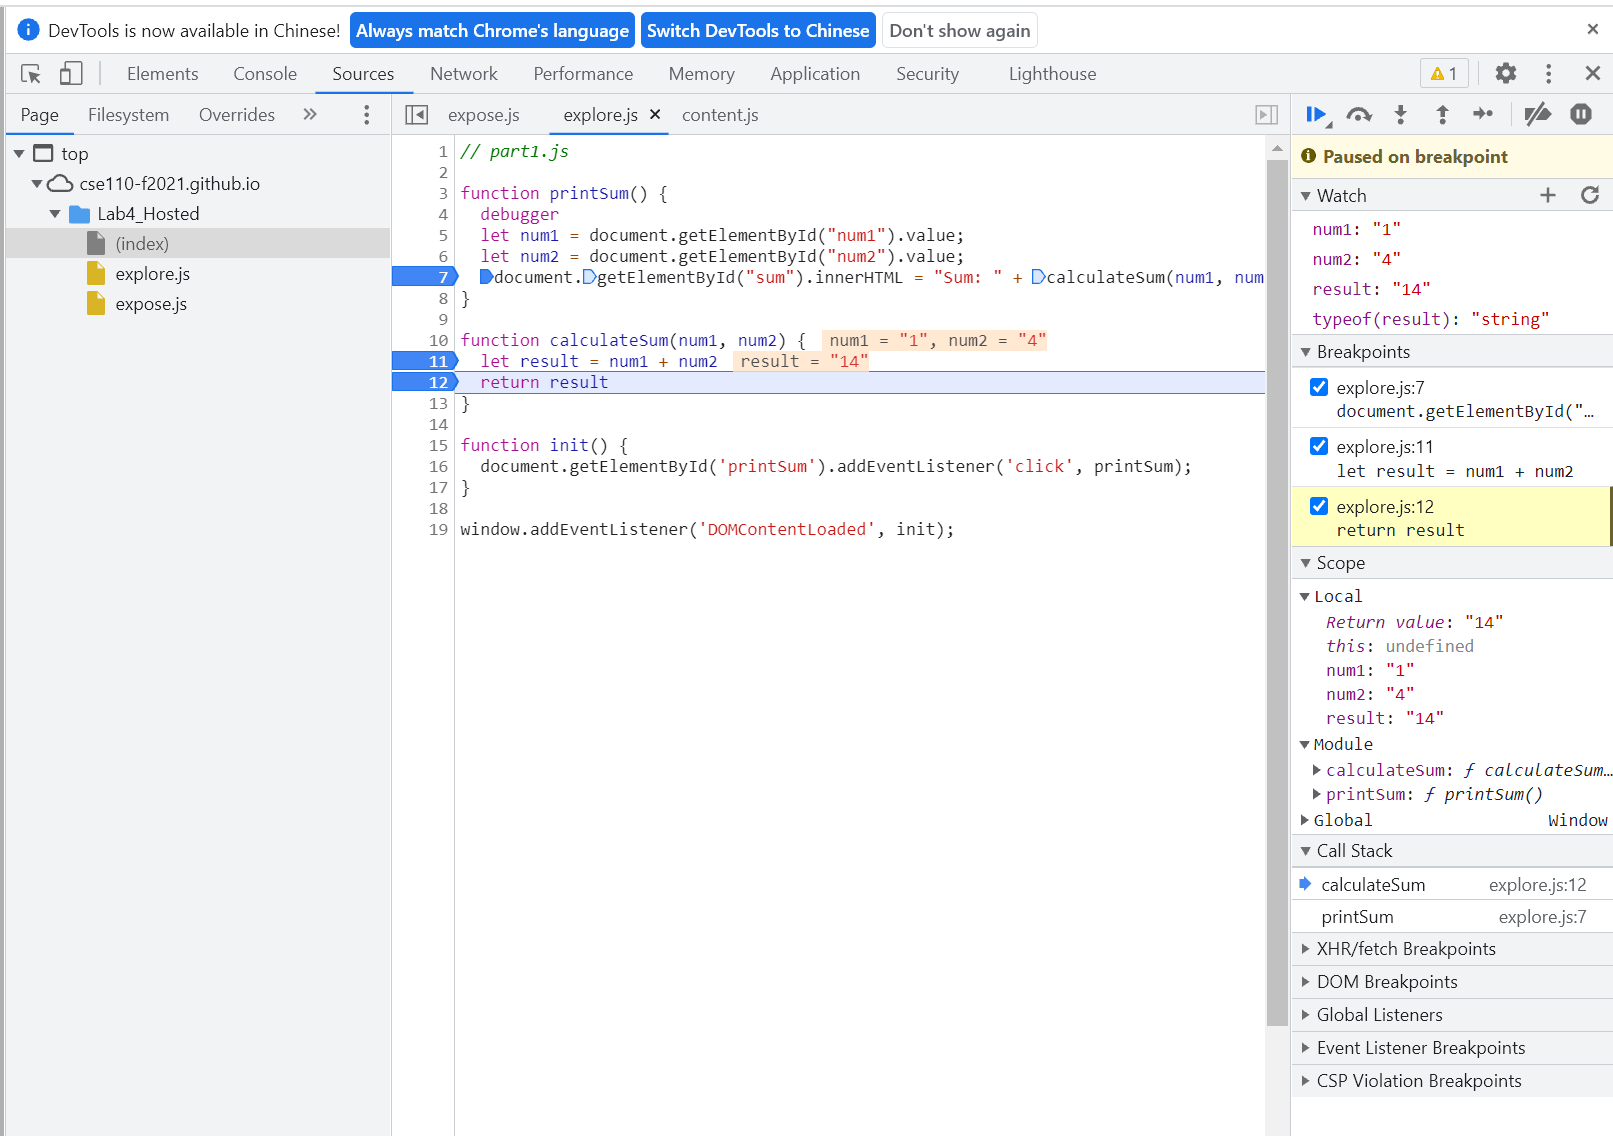 DevTools is now available in Chinese! Always match Chrome's language Switch DevTools to Chinese Don't show again
Elements Console Sources Network Performance Memory Application Security Lighthouse 1
Page Filesystem Overrides
top
cse110-f2021.github.io
Lab4_Hosted
(index)
explore.js
expose.js
expose.js explore.js content.js
1 // part1.js
2
3 function printSum() {
4 debugger
5 let num1 = document.getElementById("num1").value;
6 let num2 = document.getElementById("num2").value;
7 document.getElementById("sum").innerHTML = "Sum: " + calculateSum(num1, num
8 }
9
10 function calculateSum(num1, num2) { num1 = "1", num2 = "4"
11 let result = num1 + num2 result = "14"
12 return result
13 }
14
15 function init() {
16 document.getElementById('printSum').addEventListener('click', printSum);
17 }
18
19 window.addEventListener('DOMContentLoaded', init);
Paused on breakpoint
Watch
num1: "1"
num2: "4"
result: "14"
typeof(result): "string"
Breakpoints
explore.js:7
document.getElementById("…
explore.js:11
let result = num1 + num2
explore.js:12
return result
Scope
Local
Return value: "14"
this: undefined
num1: "1"
num2: "4"
result: "14"
Module
calculateSum: ƒ calculateSum…
printSum: ƒ printSum()
Global Window
Call Stack
calculateSum explore.js:12
printSum explore.js:7
XHR/fetch Breakpoints
DOM Breakpoints
Global Listeners
Event Listener Breakpoints
CSP Violation Breakpoints